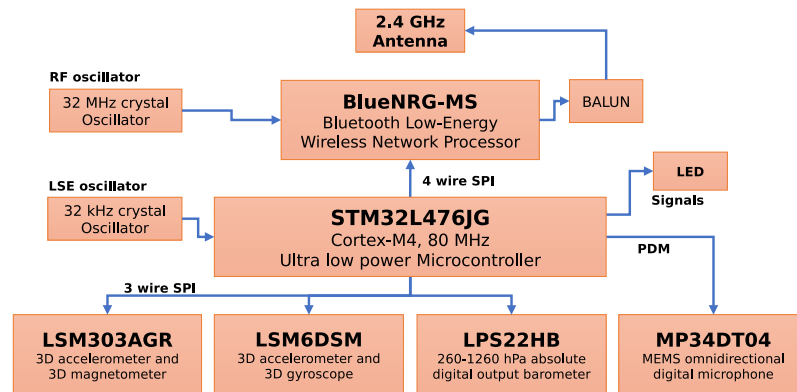 2.4 GHz
Antenna
RF oscillator
32 MHz crystal
Oscillator
BlueNRG-MS
Bluetooth Low-Energy
Wireless Network Processor
BALUN
4 wire SPI
LED
Signals
LSE oscillator
32 kHz crystal
Oscillator
STM32L476JG
Cortex-M4, 80 MHz
Ultra low power Microcontroller
PDM
3 wire SPI
LSM303AGR
3D accelerometer and
3D magnetometer
LSM6DSM
3D accelerometer and
3D gyroscope
LPS22HB
260-1260 hPa absolute
digital output barometer
MP34DT04
MEMS omnidirectional
digital microphone